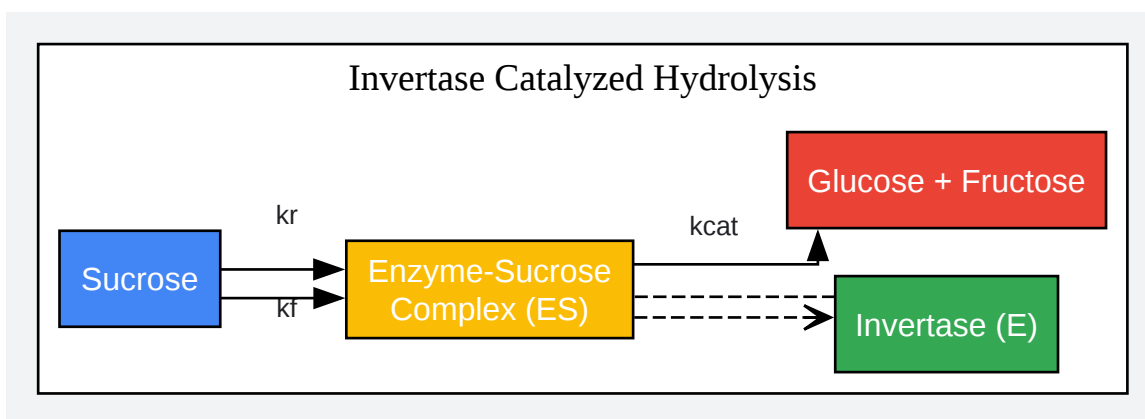 Invertase Catalyzed Hydrolysis
Glucose + Fructose
kr
kcat
Sucrose
Enzyme-Sucrose
Complex (ES)
kf
Invertase (E)